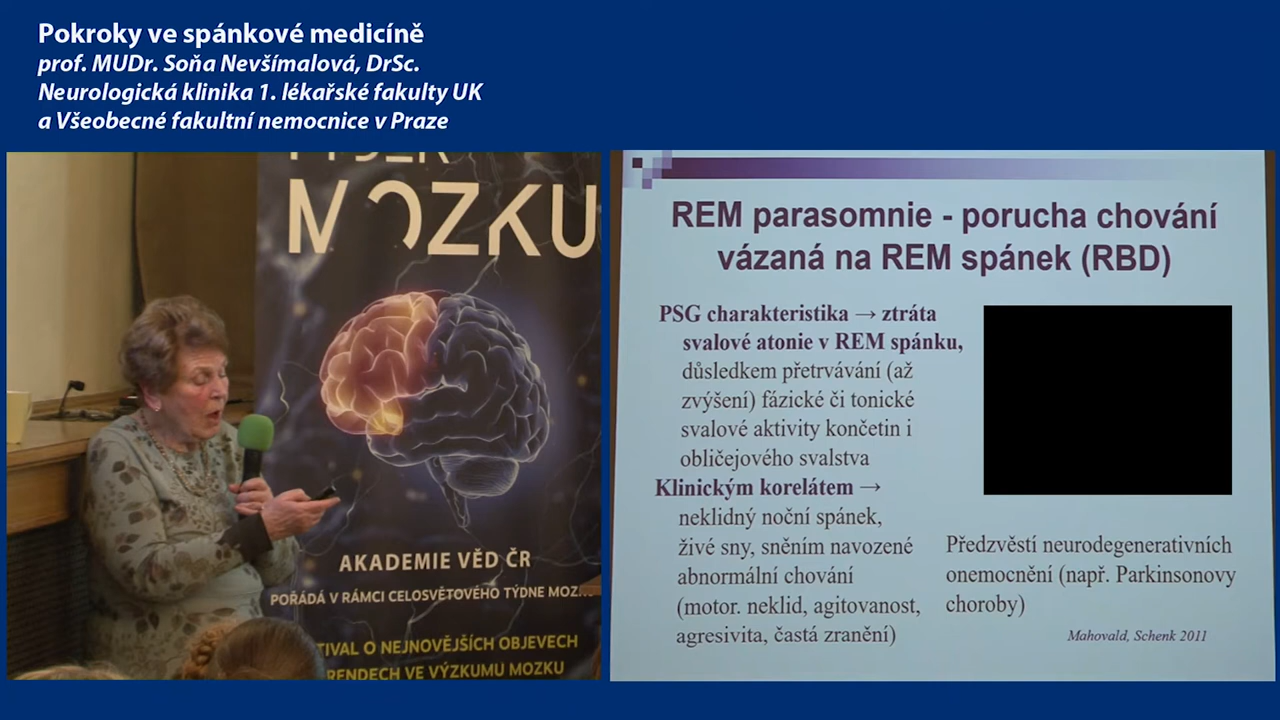 Pokroky ve spánkové medicíně
prof. MUDr. Soňa Nevšímalová, DrSc.
Neurologická klinika 1. lékařské fakulty UK
a Všeobecné fakultní nemocnice v Praze
MOZKU
AKADEMIE VĚD ČR
POŘÁDÁ V RÁMCI CELOSVĚTOVÉHO TÝDNE
O NEJNOVĚJŠÍCH OBJEVECH
VE VÝZKUMU MOZKU
REM parasomnie - porucha chování
vázaná na REM spánek (RBD)
PSG charakteristika → ztráta
svalové atonie v REM spánku,
důsledkem přetrvávání (až
zvýšení) fázické či tonické
svalové aktivity končetin i
obličejového svalstva
Klinickým korelátem →
neklidný noční spánek,
živé sny, sněním navozené
abnormální chování
(motor. neklid, agitovanost,
agresivita, častá zranění)
Předzvěstí neurodegenerativních
onemocnění (např. Parkinsonovy
choroby)
Mahovald, Schenk 2011